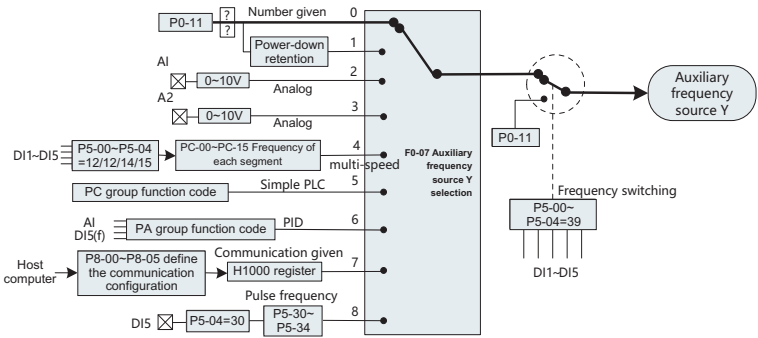 P0-11
?
?
Number given
0
Power-down
retention
1
AI
0~10V
Analog
2
A2
0~10V
Analog
3
DI1~DI5
P5-00~P5-04
=12/12/14/15
PC-00~PC-15 Frequency of
each segment
4
multi-speed
PC group function code
Simple PLC
5
AI
DI5(f)
PA group function code
PID
6
Host
computer
P8-00~P8-05 define
the communication
configuration
Communication given
H1000 register
7
Pulse frequency
DI5
P5-04=30
P5-30~
P5-34
8
F0-07 Auxiliary
frequency
source Y
selection
P0-11
Auxiliary
frequency
source Y
Frequency switching
P5-00~
P5-04=39
DI1~DI5